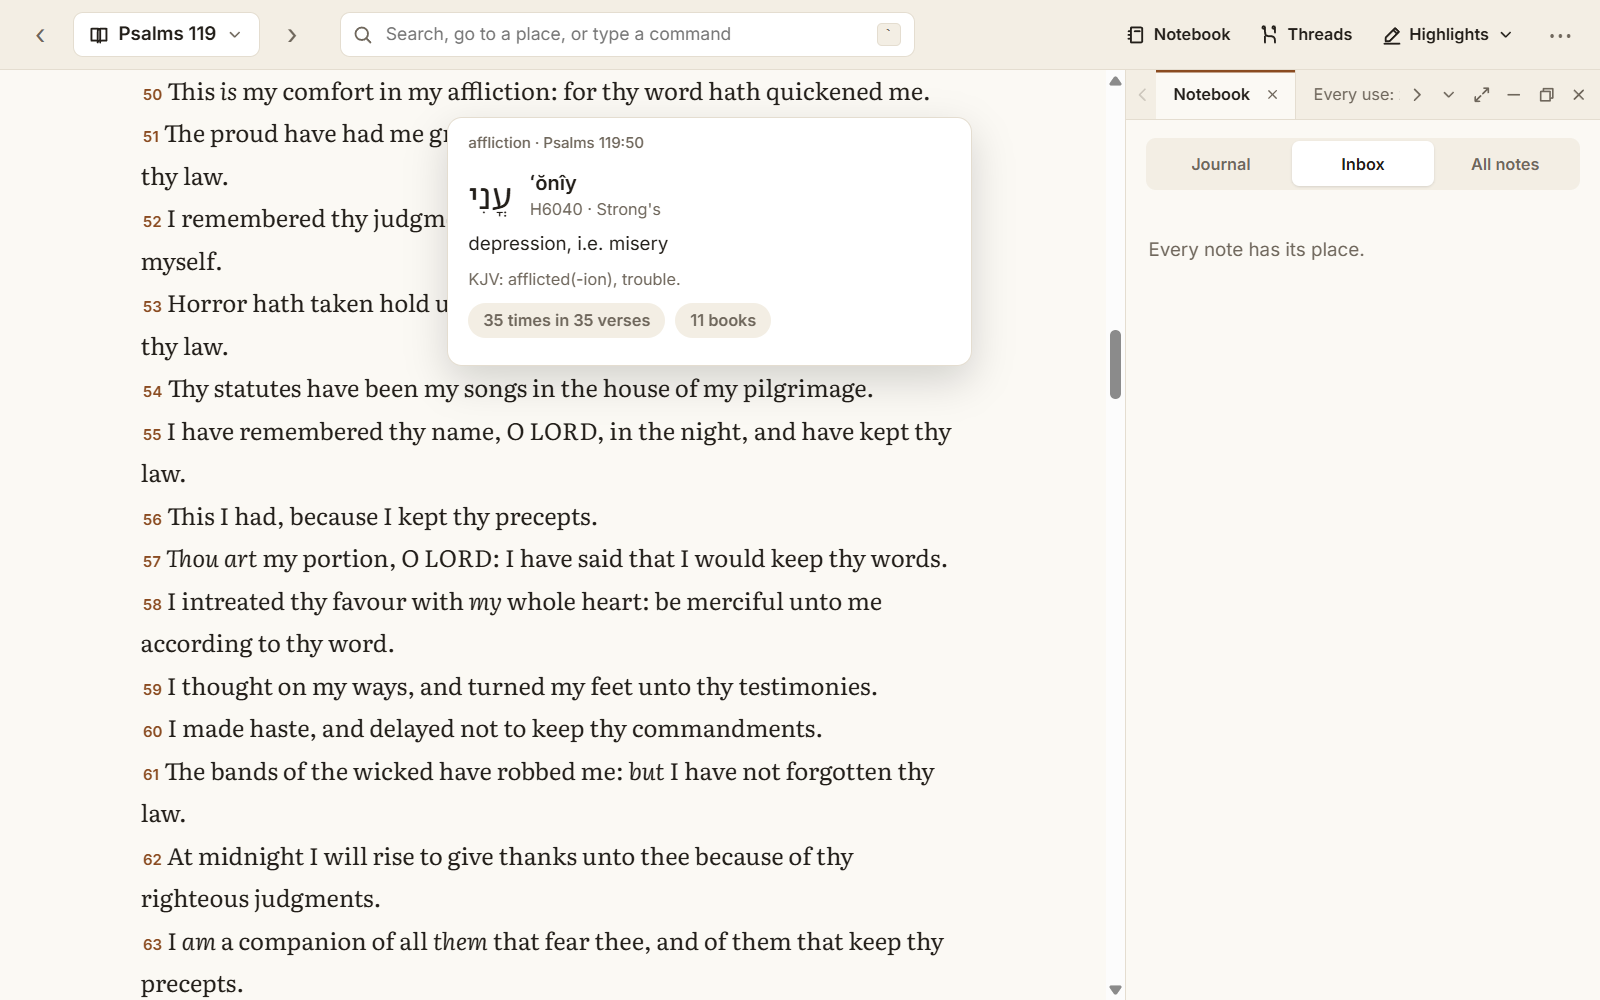 Psalms 119
Search, go to a place, or type a command
`
Notebook
Threads
Highlights
50 This is my comfort in my affliction: for thy word hath quickened me.
51 The proud have had me gr
thy law.
52 I remembered thy judgm
myself.
53 Horror hath taken hold u
thy law.
54 Thy statutes have been my songs in the house of my pilgrimage.
55 I have remembered thy name, O LORD, in the night, and have kept thy
law.
56 This I had, because I kept thy precepts.
57 Thou art my portion, O LORD: I have said that I would keep thy words.
58 I intreated thy favour with my whole heart: be merciful unto me
according to thy word.
59 I thought on my ways, and turned my feet unto thy testimonies.
60 I made haste, and delayed not to keep thy commandments.
61 The bands of the wicked have robbed me: but I have not forgotten thy
law.
62 At midnight I will rise to give thanks unto thee because of thy
righteous judgments.
63 I am a companion of all them that fear thee, and of them that keep thy
precepts.
affliction · Psalms 119:50
עֳנִי
ʻŏnîy
H6040 · Strong's
depression, i.e. misery
KJV: afflicted(-ion), trouble.
35 times in 35 verses
11 books
Notebook
Every use:
Journal
Inbox
All notes
Every note has its place.